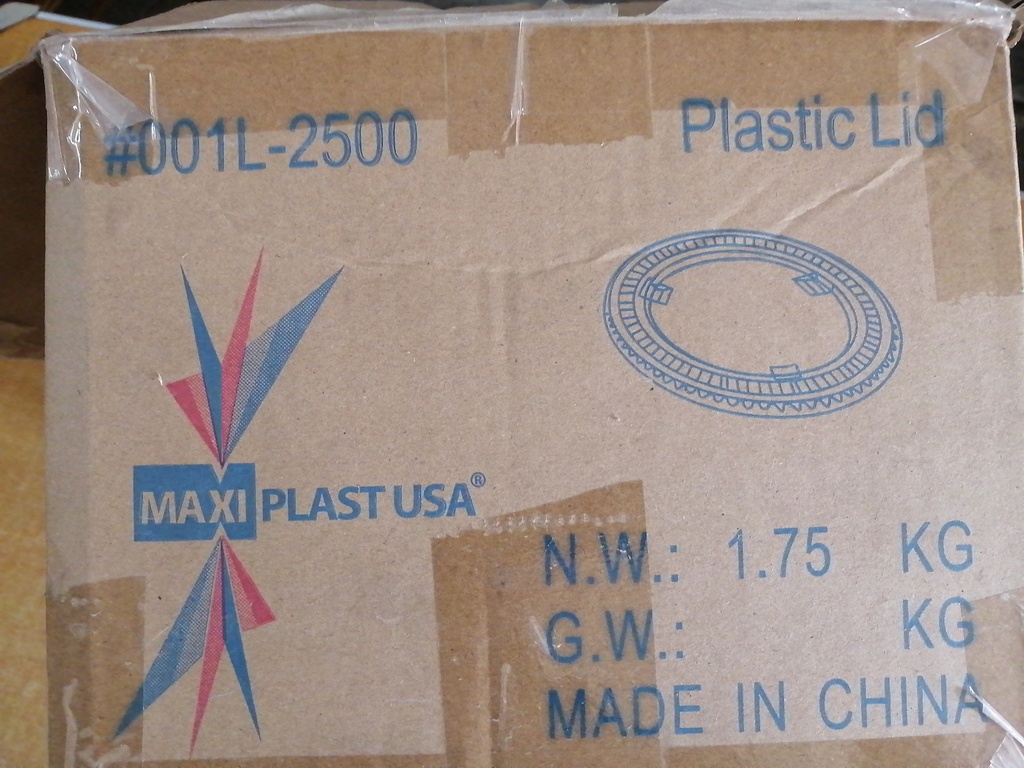 #001L-2500 Plastic Lid
MAXI PLAST USA®
N.W.: 1.75 KG
G.W.: KG
MADE IN CHINA